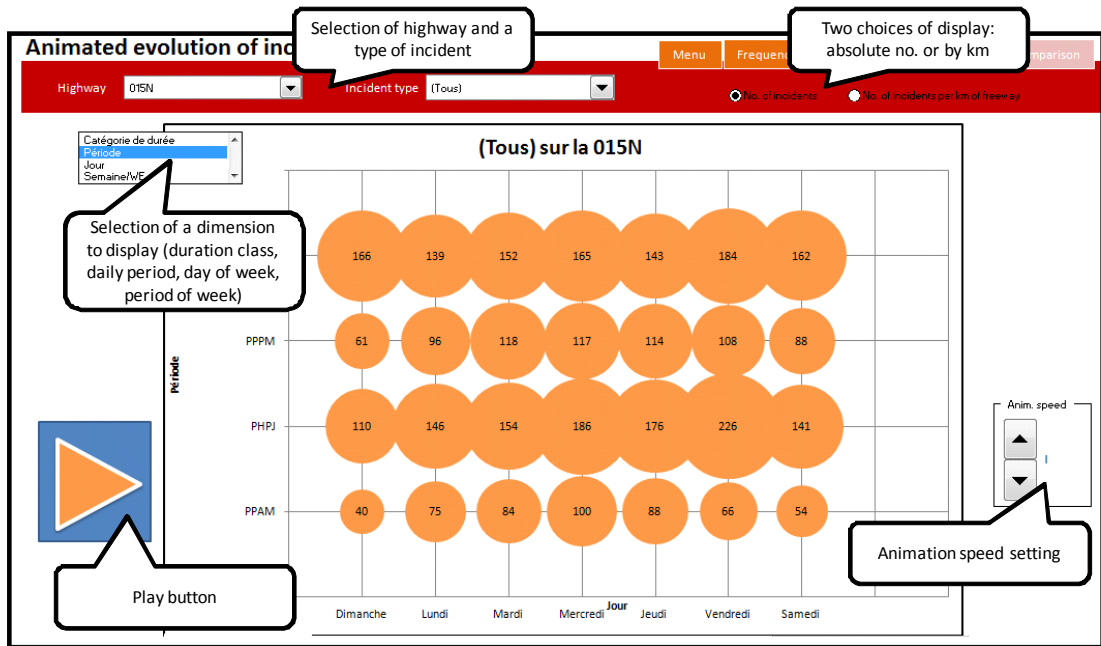 Animated evolution of inc
Selection of highway and a
type of incident
Two choices of display:
absolute no. or by km
Menu
Highway
015N
Incident type
(Tous)
No. of incidents
No. of incidents per km of freeway
Catégorie de durée
Période
Jour
Semaine/WE
(Tous) sur la 015N
Selection of a dimension
to display (duration class,
daily period, day of week,
period of week)
166 139 152 165 143 184 162
PPPM 61 96 118 117 114 108 88
Période
PHPJ 110 146 154 186 176 226 141
Anim. speed
PPAM 40 75 84 100 88 66 54
Animation speed setting
Play button
Dimanche Lundi Mardi Mercredi Jour Jeudi Vendredi Samedi